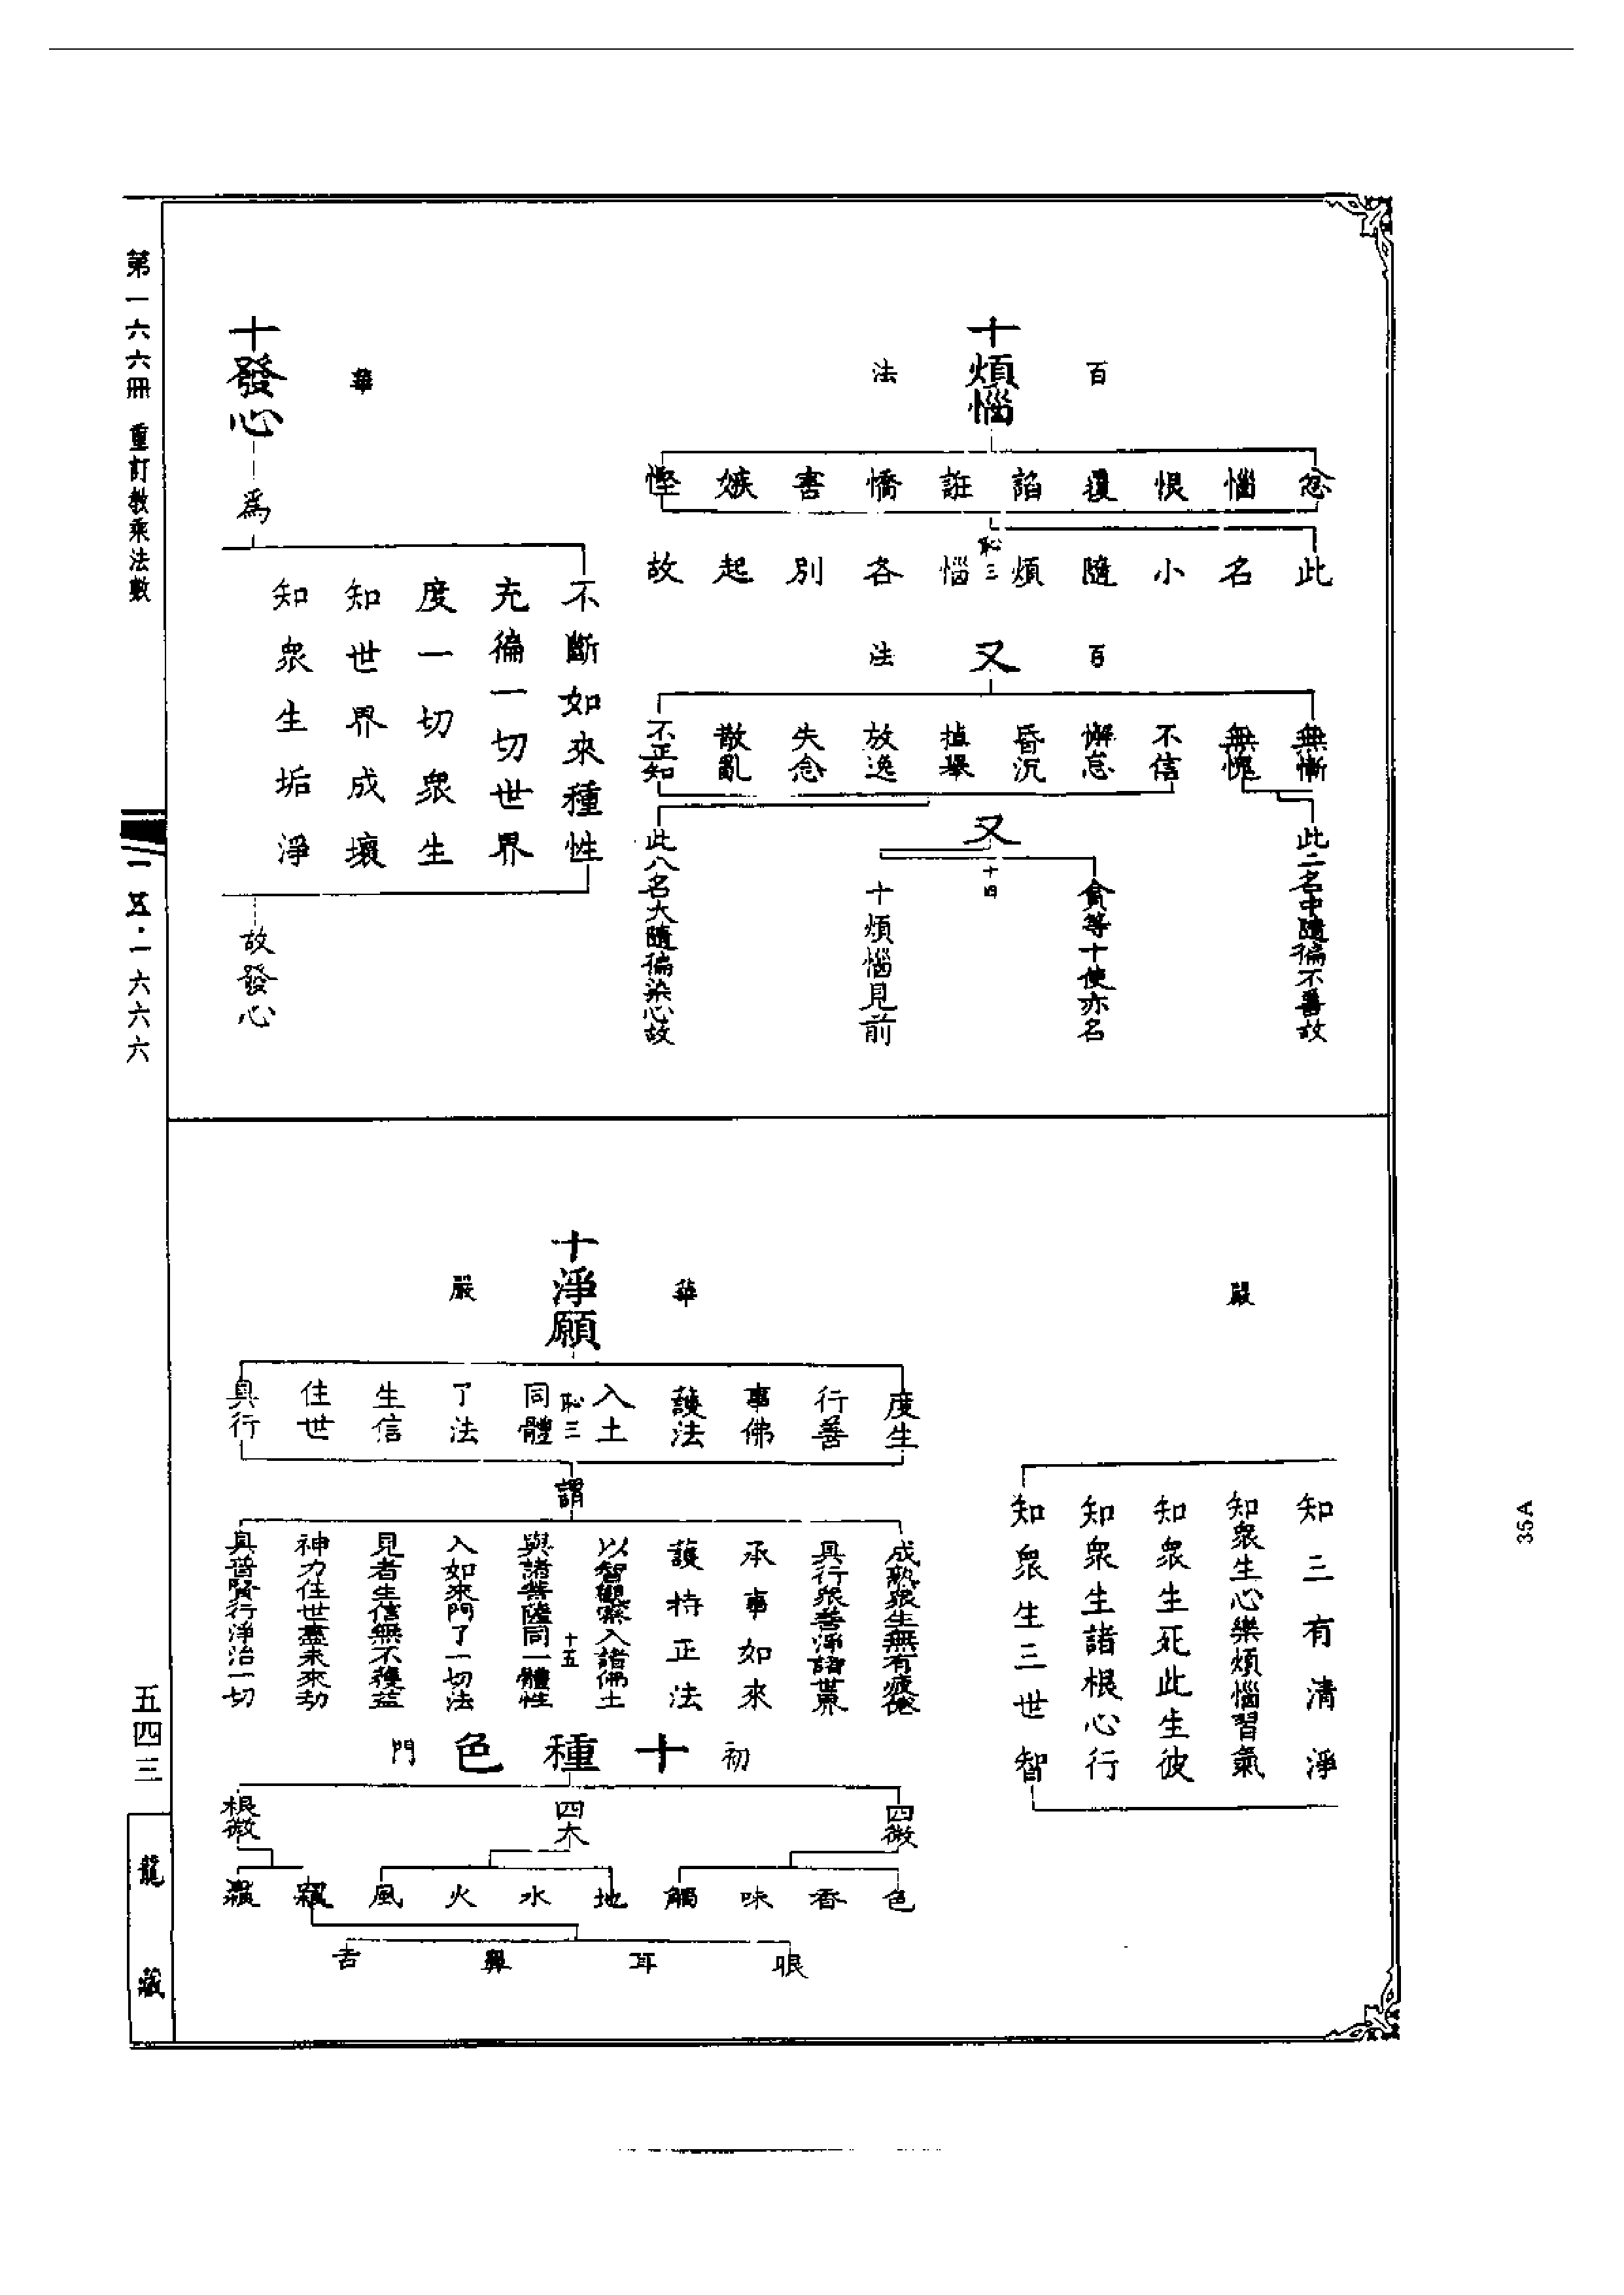 百法
十煩惱
忿
惱
恨
覆
諂
誑
憍
害
嫉
慳
恥三
此名小隨煩惱各別起故
百法
又
無慚
無愧
不信
懈怠
昏沉
掉舉
放逸
失念
散亂
不正知
此二名中隨徧不善故
此八名大隨徧染心故
又
十四
貪等十使亦名
十煩惱見前
華
十發心
為
不斷如來種性
充徧一切世界
度一切衆生
知世界成壞
知衆生垢淨
故發心
嚴
知三有清淨
知衆生心樂煩惱習氣
知衆生死此生彼
知衆生諸根心行
知衆生三世智
華嚴
十淨願
度生
行善
事佛
護法
入土
恥三
同體
了法
生信
住世
具行
謂
成熟衆生無有疲倦
具行衆善淨諸世界
承事如來
護持正法
以智觀察入諸佛土
十五
與諸菩薩同一體性
入如來門了一切法
見者生信無不獲益
神力住世盡未來劫
具普賢行淨治一切
初門
十種色
四微
四大
根微
色
香
味
觸
地
水
火
風
眼
耳
鼻
舌
第一六六冊 重訂教乘法數
一五·一六六六
五四三
龍藏
35A